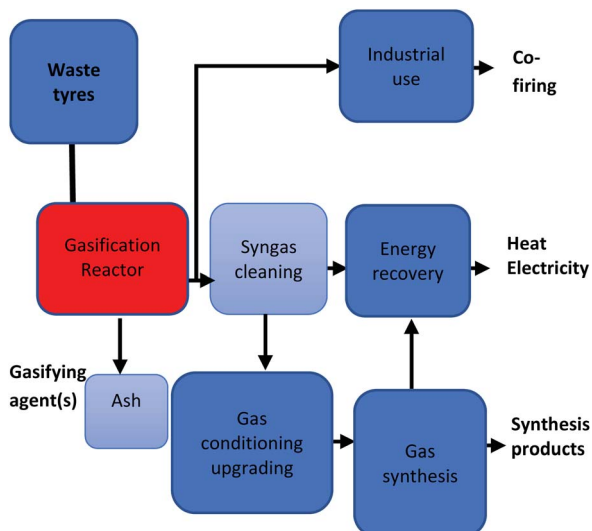 Waste
tyres
Industrial
use
Co-
firing
Gasification
Reactor
Syngas
cleaning
Energy
recovery
Heat
Electricity
Gasifying
agent(s)
Ash
Gas
conditioning
upgrading
Gas
synthesis
Synthesis
products